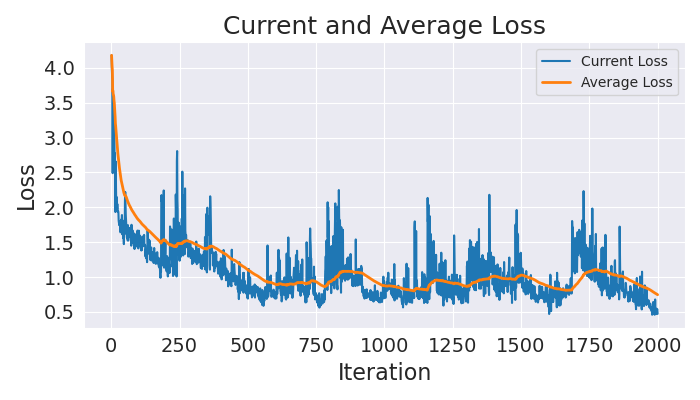 Current and Average Loss
Current Loss
Average Loss
4.0
3.5
3.0
2.5
2.0
1.5
1.0
0.5
Loss
0 250 500 750 1000 1250 1500 1750 2000
Iteration